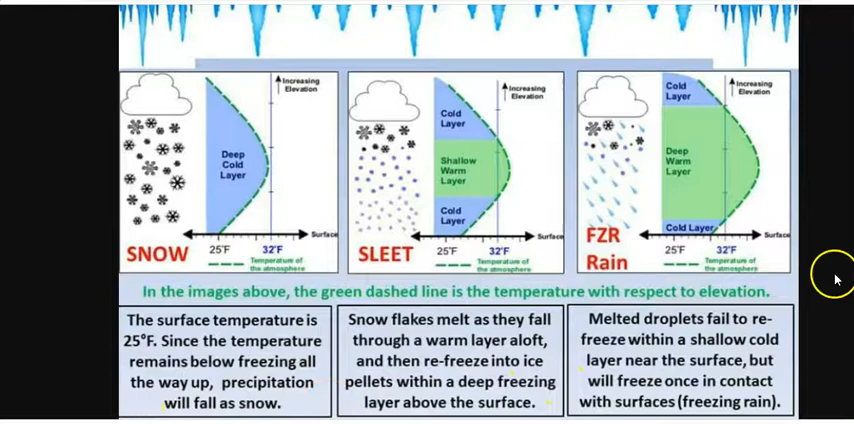 Increasing
Elevation
Deep
Cold
Layer
Surface
25°F
32°F
SNOW
Temperature of
the atmosphere
Increasing
Elevation
Cold
Layer
Shallow
Warm
Layer
Cold
Layer
Surface
25°F
32°F
SLEET
Temperature of
the atmosphere
Cold
Layer
Increasing
Elevation
Deep
Warm
Layer
Cold Layer
Surface
FZR
Rain
25°F
32°F
Temperature of
the atmosphere
In the images above, the green dashed line is the temperature with respect to elevation.
The surface temperature is
25°F. Since the temperature
remains below freezing all
the way up, precipitation
will fall as snow.
Snow flakes melt as they fall
through a warm layer aloft,
and then re-freeze into ice
pellets within a deep freezing
layer above the surface.
Melted droplets fail to re-
freeze within a shallow cold
layer near the surface, but
will freeze once in contact
with surfaces (freezing rain).